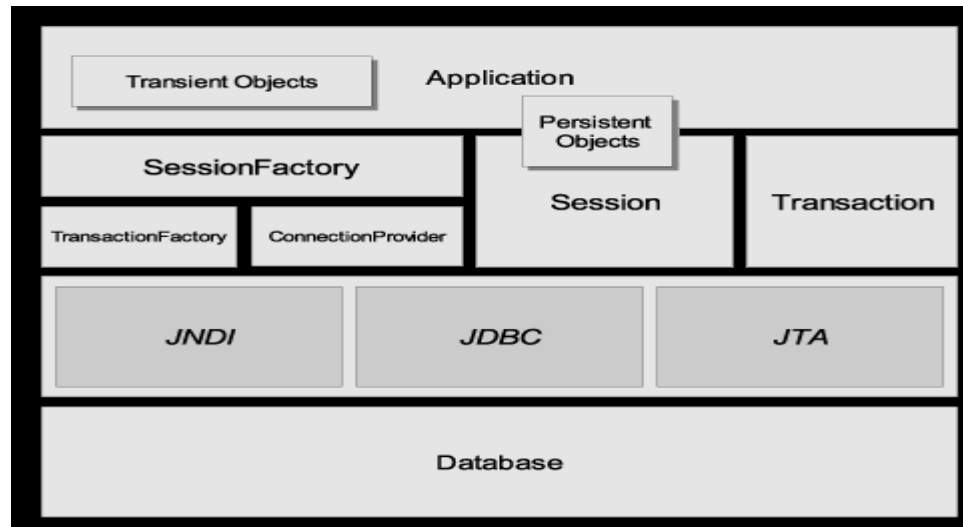 Transient Objects
Application
Persistent
Objects
SessionFactory
Session
Transaction
TransactionFactory
ConnectionProvider
JNDI
JDBC
JTA
Database